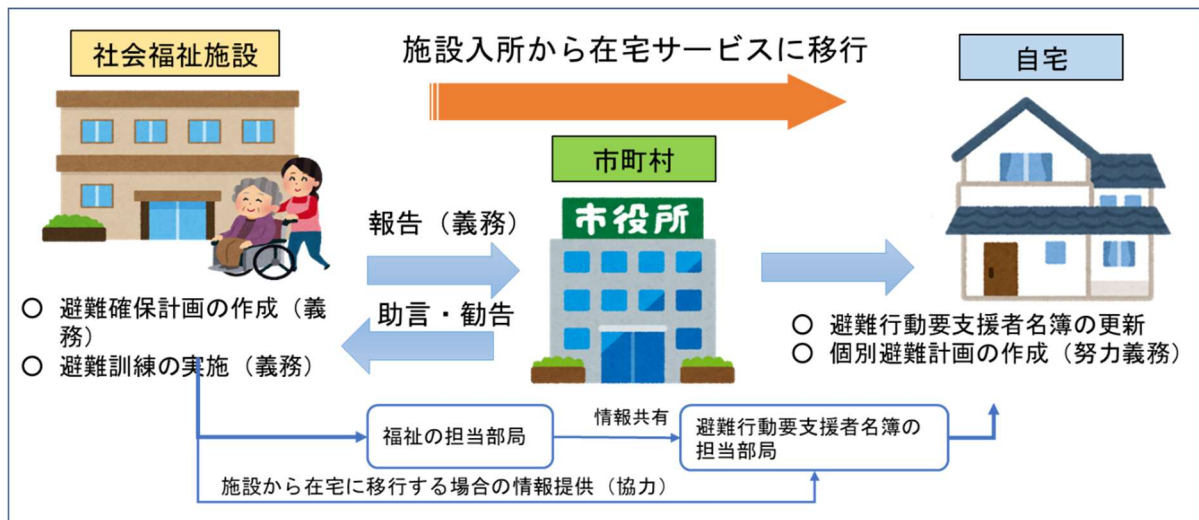 社会福祉施設
施設入所から在宅サービスに移行
自宅
市町村
市役所
報告（義務）
助言・勧告
○ 避難確保計画の作成（義
務）
○ 避難訓練の実施（義務）
○ 避難行動要支援者名簿の更新
○ 個別避難計画の作成（努力義務）
福祉の担当部局
情報共有
避難行動要支援者名簿の
担当部局
施設から在宅に移行する場合の情報提供（協力）